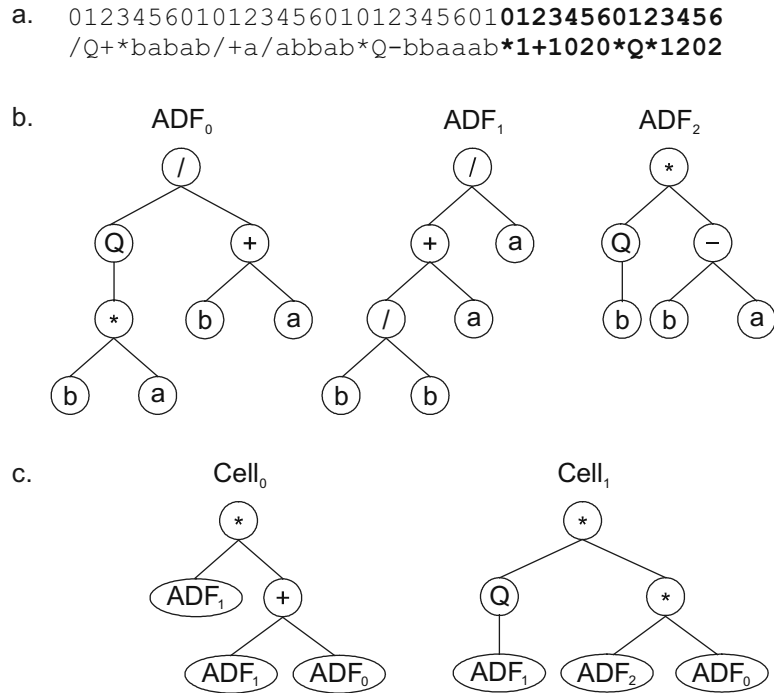 a.
01234560101234560101234560101234560123456
/Q+*babab/+a/abbab*Q-bbaaab*1+1020*Q*1202
b.
ADF₀ ADF₁ ADF₂
/ / *
Q + + a Q −
* b a / a b b a
b a b b
c.
Cell₀ Cell₁
* *
ADF₁ + Q *
ADF₁ ADF₀ ADF₁ ADF₂ ADF₀